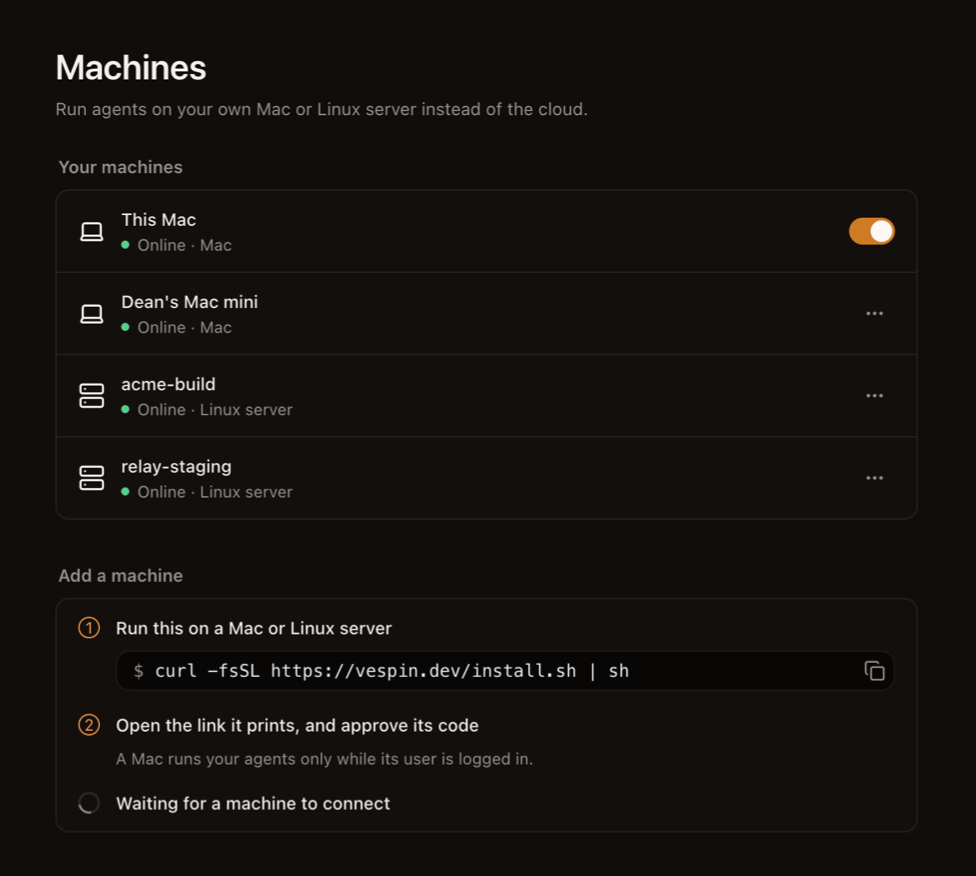 Machines
Run agents on your own Mac or Linux server instead of the cloud.
Your machines
This Mac
Online · Mac
Dean's Mac mini
Online · Mac
acme-build
Online · Linux server
relay-staging
Online · Linux server
Add a machine
1 Run this on a Mac or Linux server
$ curl -fsSL https://vespin.dev/install.sh | sh
2 Open the link it prints, and approve its code
A Mac runs your agents only while its user is logged in.
Waiting for a machine to connect